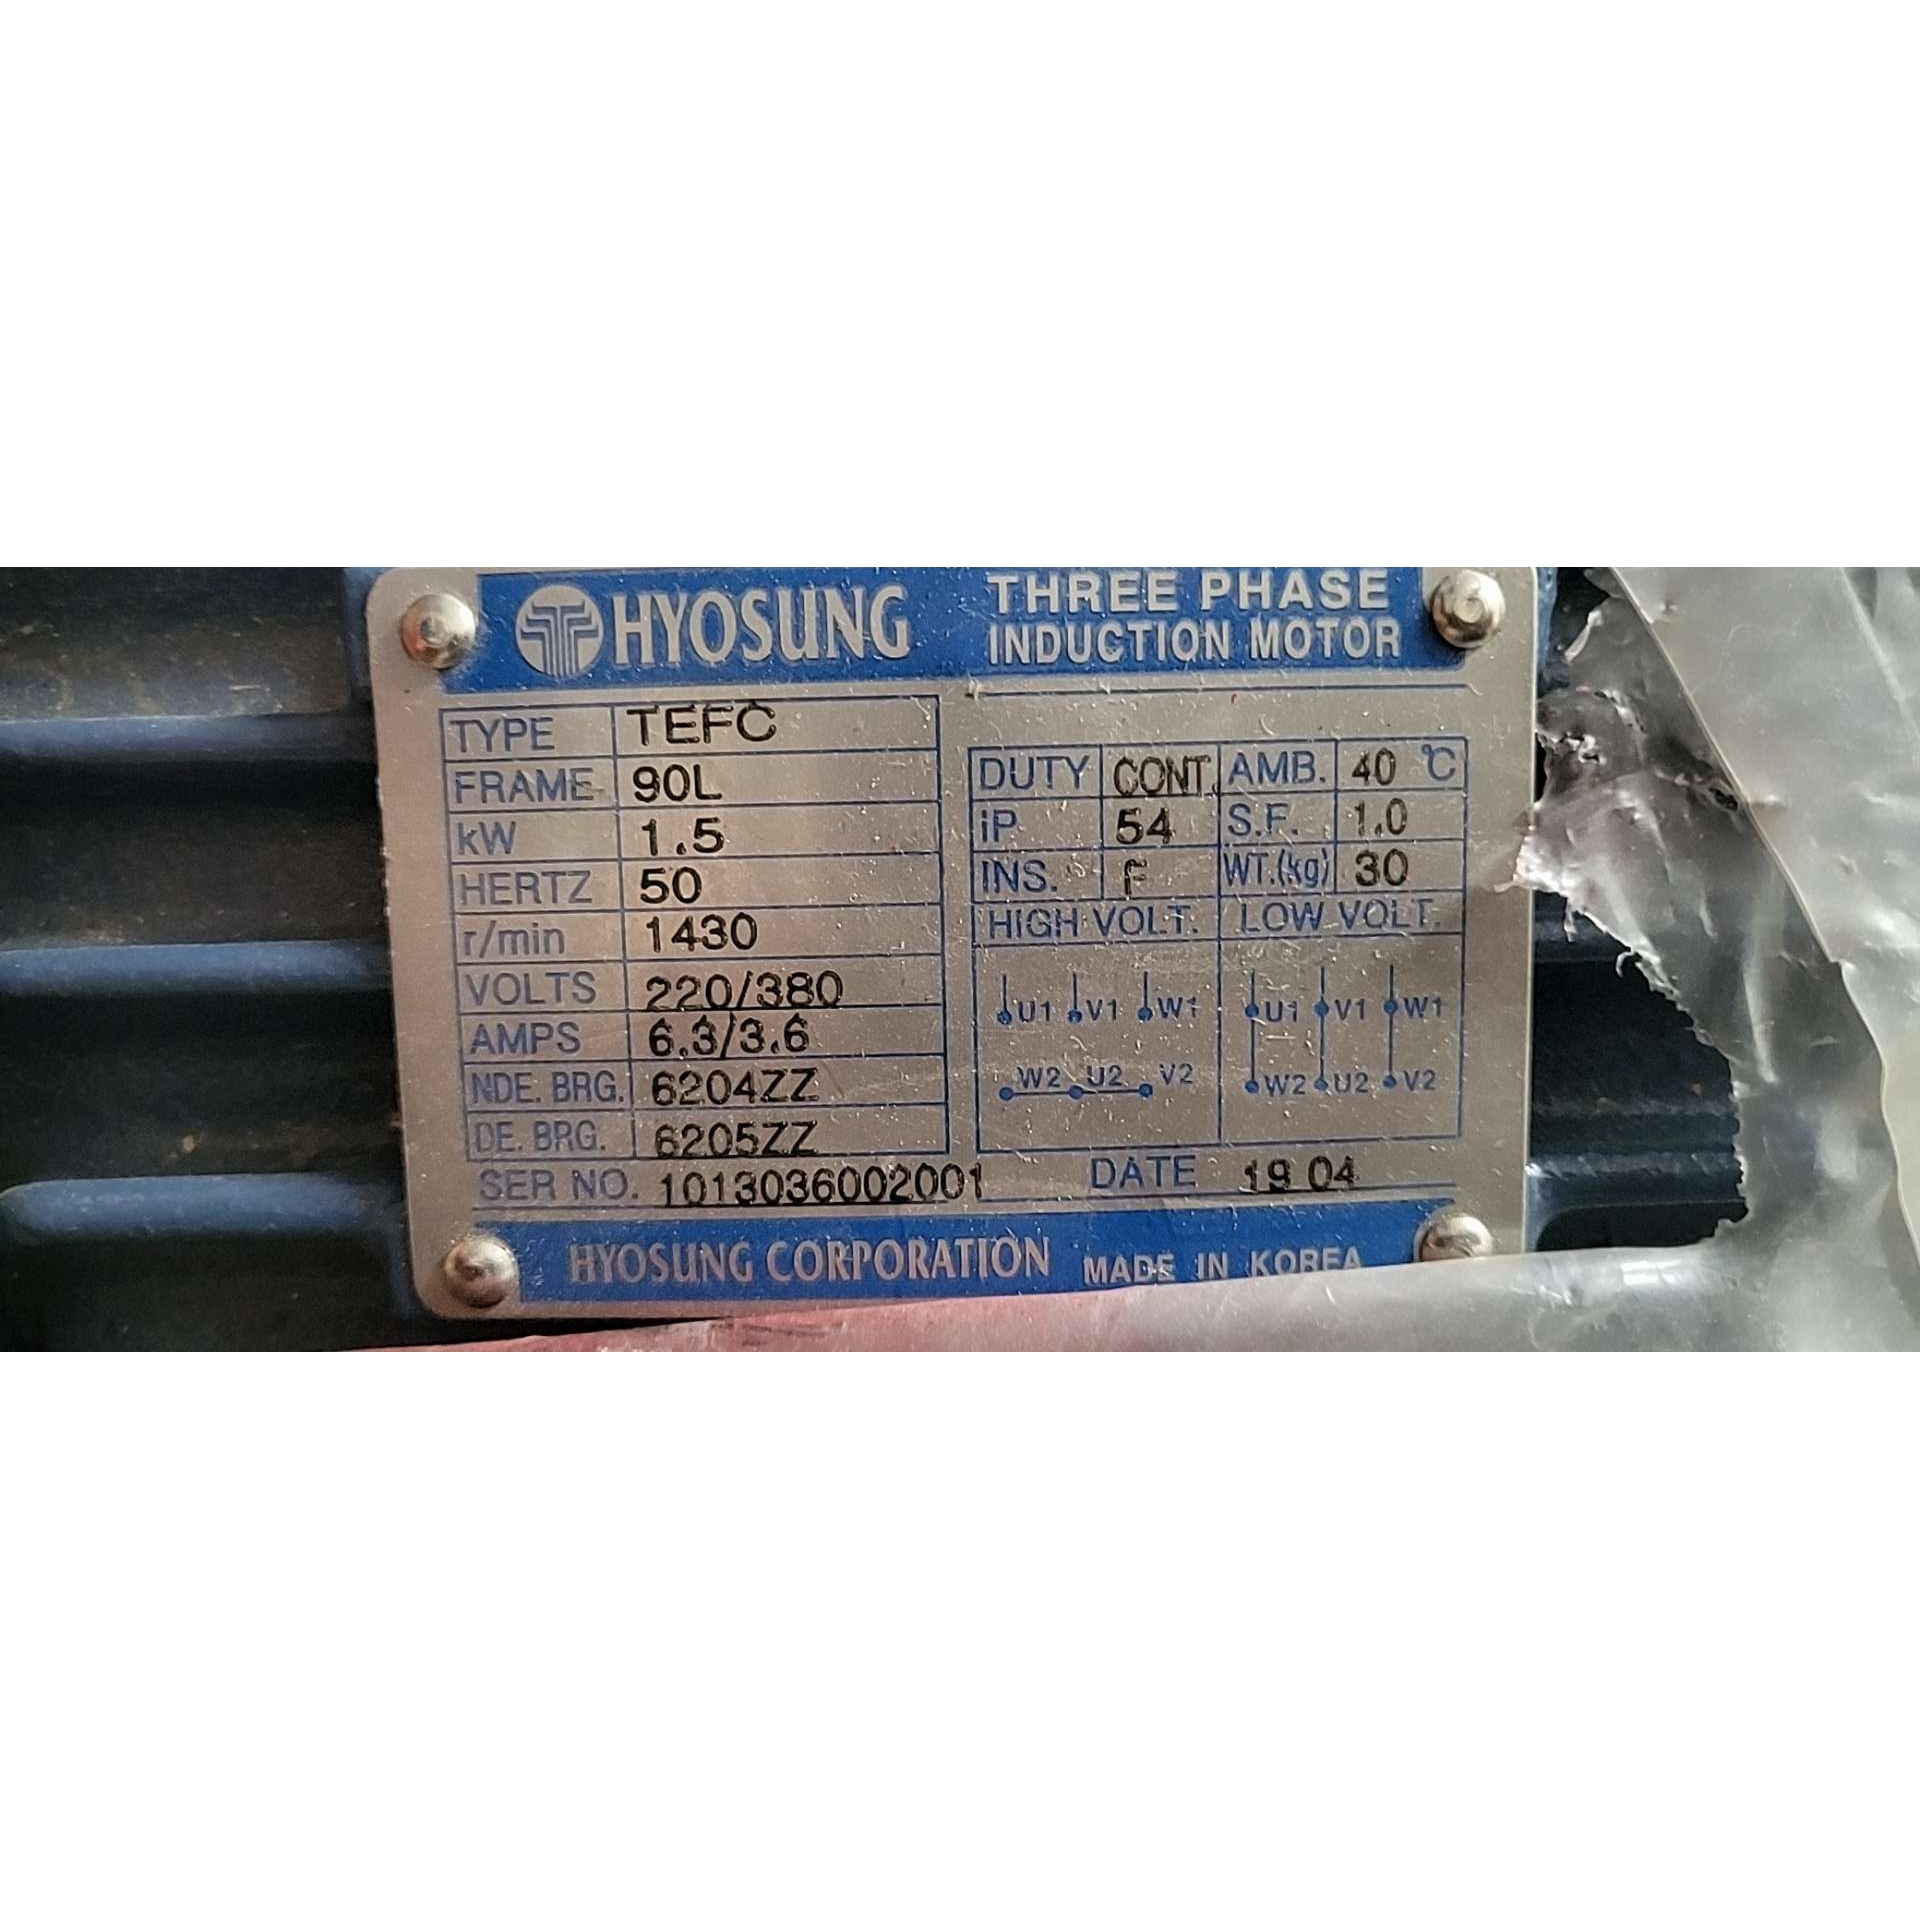 HYOSUNG
THREE PHASE
INDUCTION MOTOR
TYPE TEFC
FRAME 90L
kW 1.5
HERTZ 50
r/min 1430
VOLTS 220/380
AMPS 6.3/3.6
NDE. BRG. 6204ZZ
DE. BRG. 6205ZZ
SER NO. 1013036002001
DUTY CONT. AMB. 40 ℃
iP 54 S.F. 1.0
INS. F WT.(kg) 30
HIGH VOLT. LOW VOLT.
U1 V1 W1 U1 V1 W1
W2 U2 V2 W2 U2 V2
DATE 19 04
HYOSUNG CORPORATION MADE IN KOREA